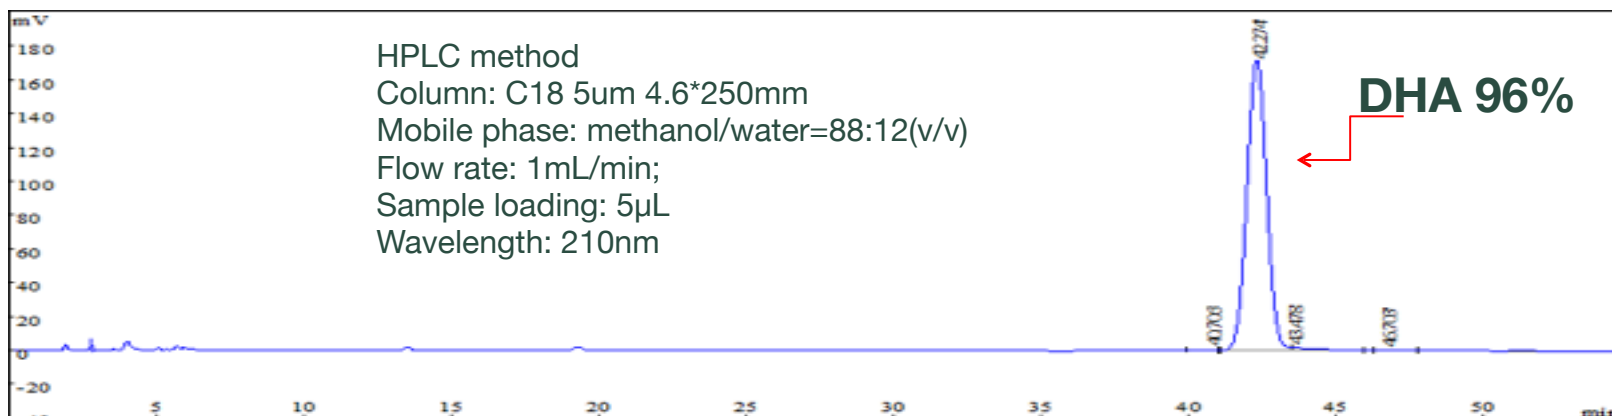 mV
180
160
140
120
100
80
60
40
20
0
-20
HPLC method
Column: C18 5um 4.6*250mm
Mobile phase: methanol/water=88:12(v/v)
Flow rate: 1mL/min;
Sample loading: 5µL
Wavelength: 210nm
42.274
DHA 96%
40.703
43.478
46.703
5 10 15 20 25 30 35 40 45 50